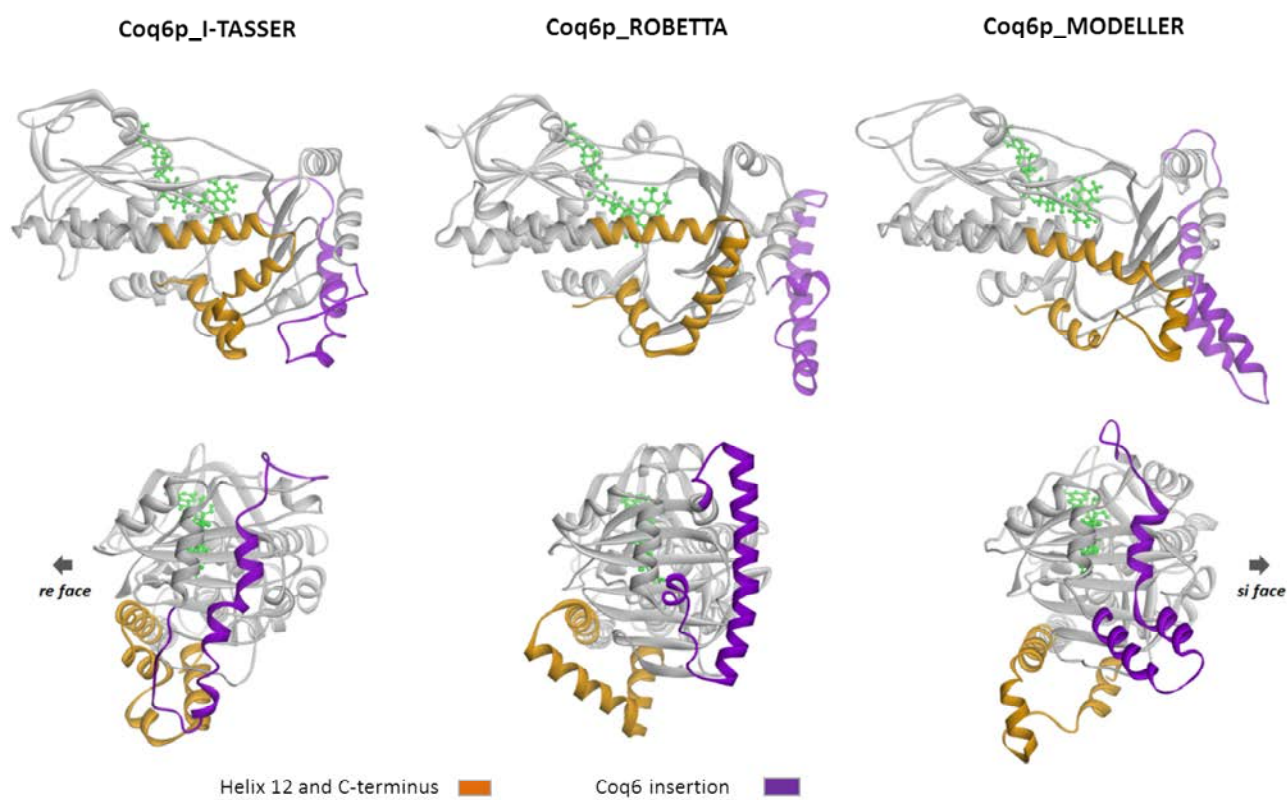 Coq6p_I-TASSER
Coq6p_ROBETTA
Coq6p_MODELLER
re face
si face
Helix 12 and C-terminus
Coq6 insertion